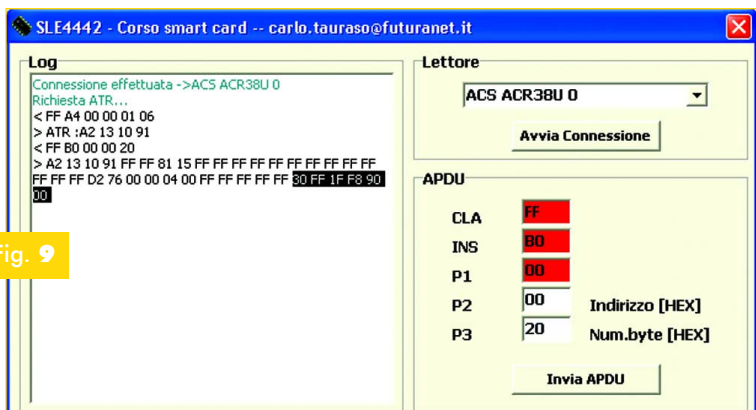 SLE4442 - Corso smart card -- carlo.tauraso@futuranet.it
Log
Connessione effettuata ->ACS ACR38U 0
Richiesta ATR...
< FF A4 00 00 01 06
> ATR :A2 13 10 91
< FF B0 00 00 20
> A2 13 10 91 FF FF 81 15 FF FF FF FF FF FF FF FF FF FF
FF FF FF D2 76 00 00 04 00 FF FF FF FF FF 30 FF 1F F8 90
00
Fig. 9
Lettore
ACS ACR38U 0
Avvia Connessione
APDU
CLA FF
INS B0
P1 00
P2 00 Indirizzo [HEX]
P3 20 Num.byte [HEX]
Invia APDU